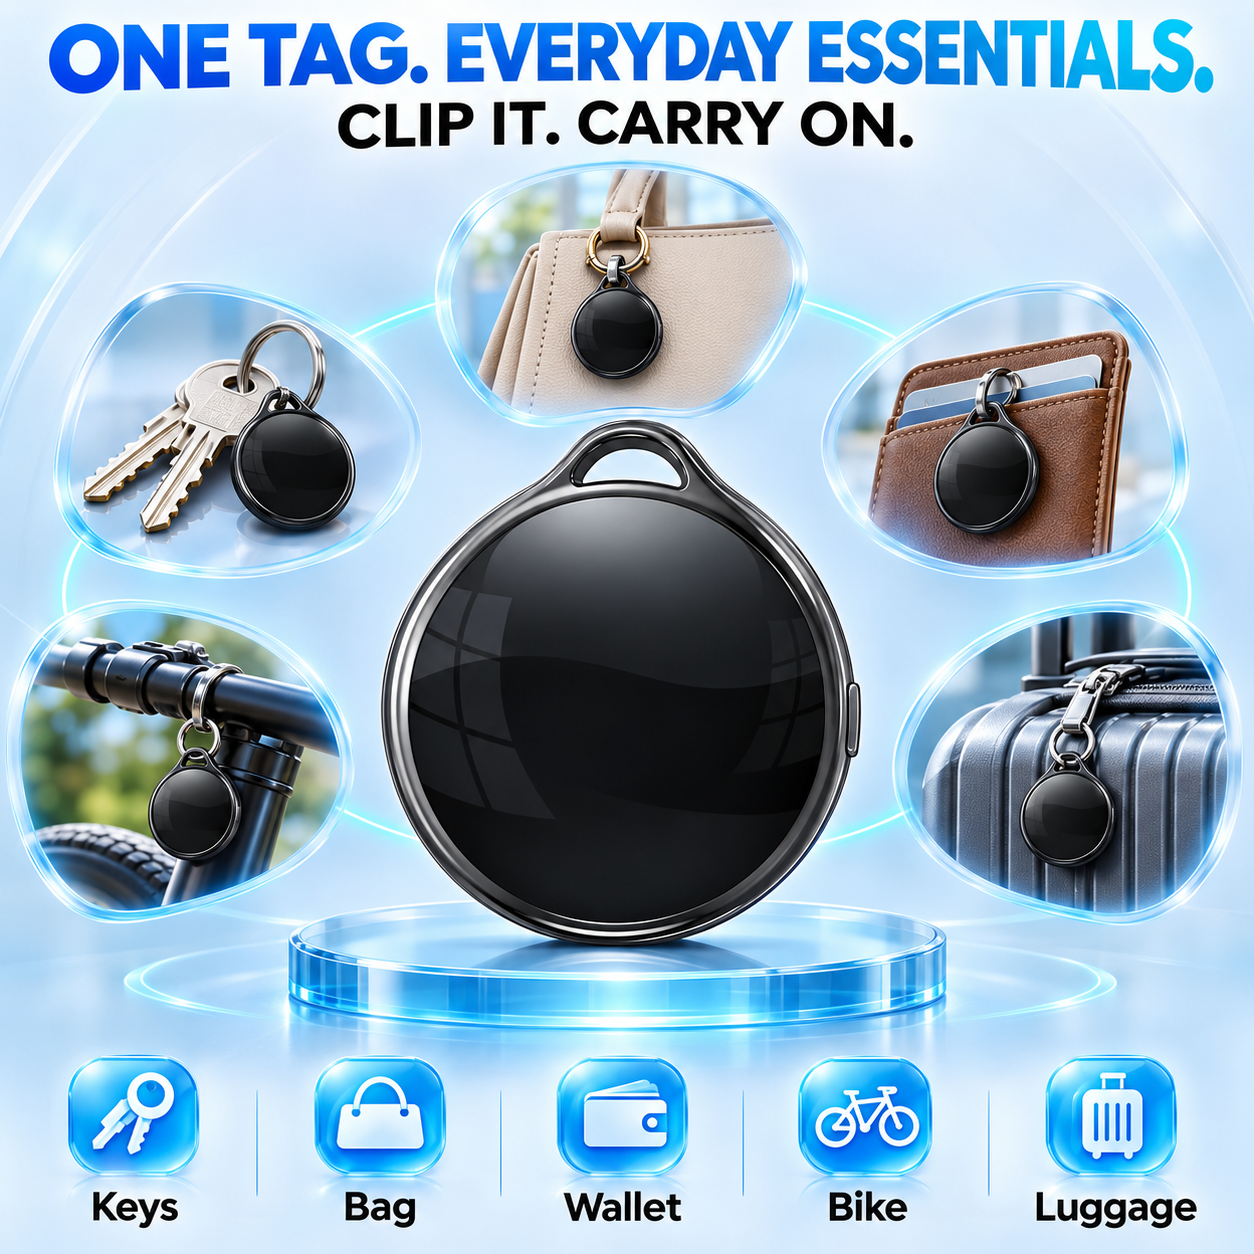 ONE TAG. EVERYDAY ESSENTIALS.
CLIP IT. CARRY ON.
Keys
Bag
Wallet
Bike
Luggage